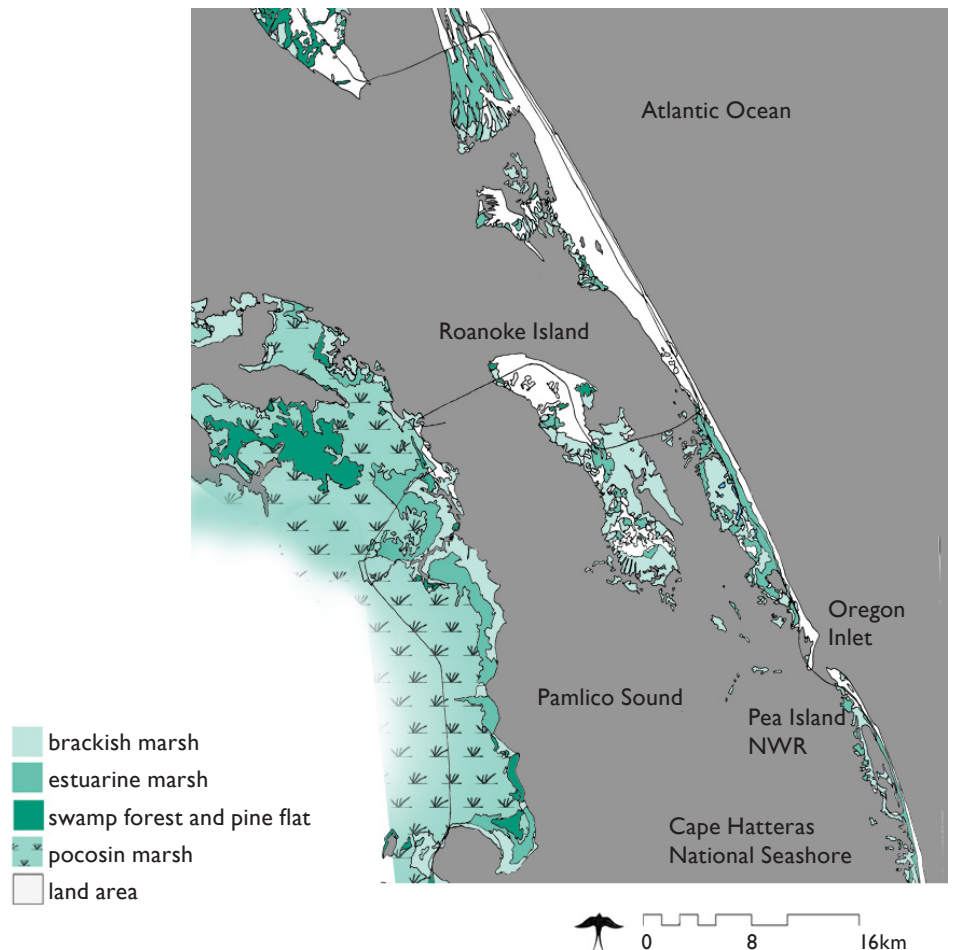 Atlantic Ocean
Roanoke Island
Oregon
Inlet
Pamlico Sound
Pea Island
NWR
Cape Hatteras
National Seashore
brackish marsh
estuarine marsh
swamp forest and pine flat
pocosin marsh
land area
0 8 16km